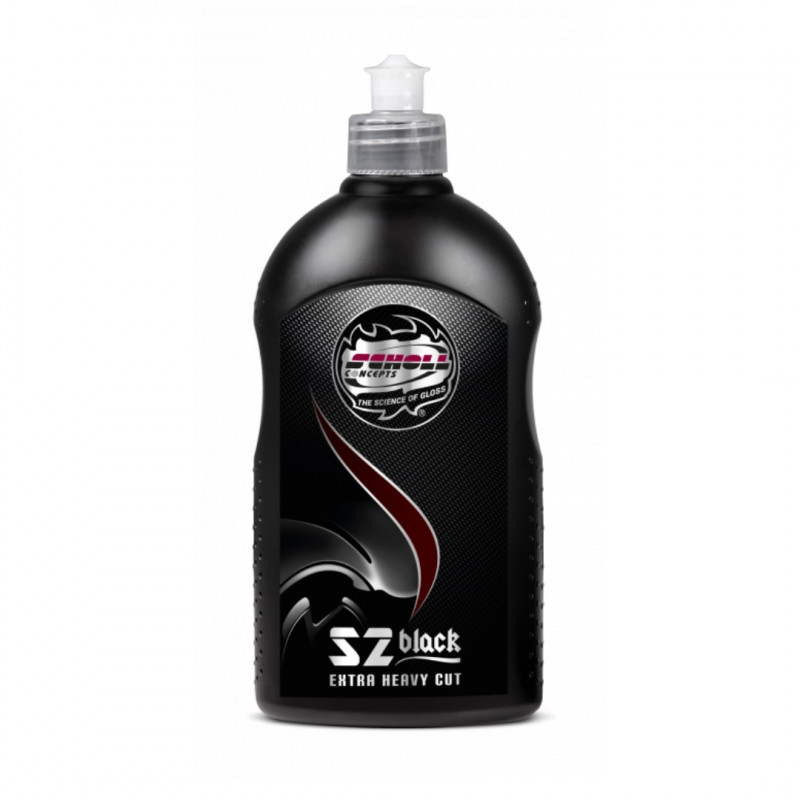 SCHOLL
CONCEPTS
THE SCIENCE OF GLOSS
®
S2 black
EXTRA HEAVY CUT